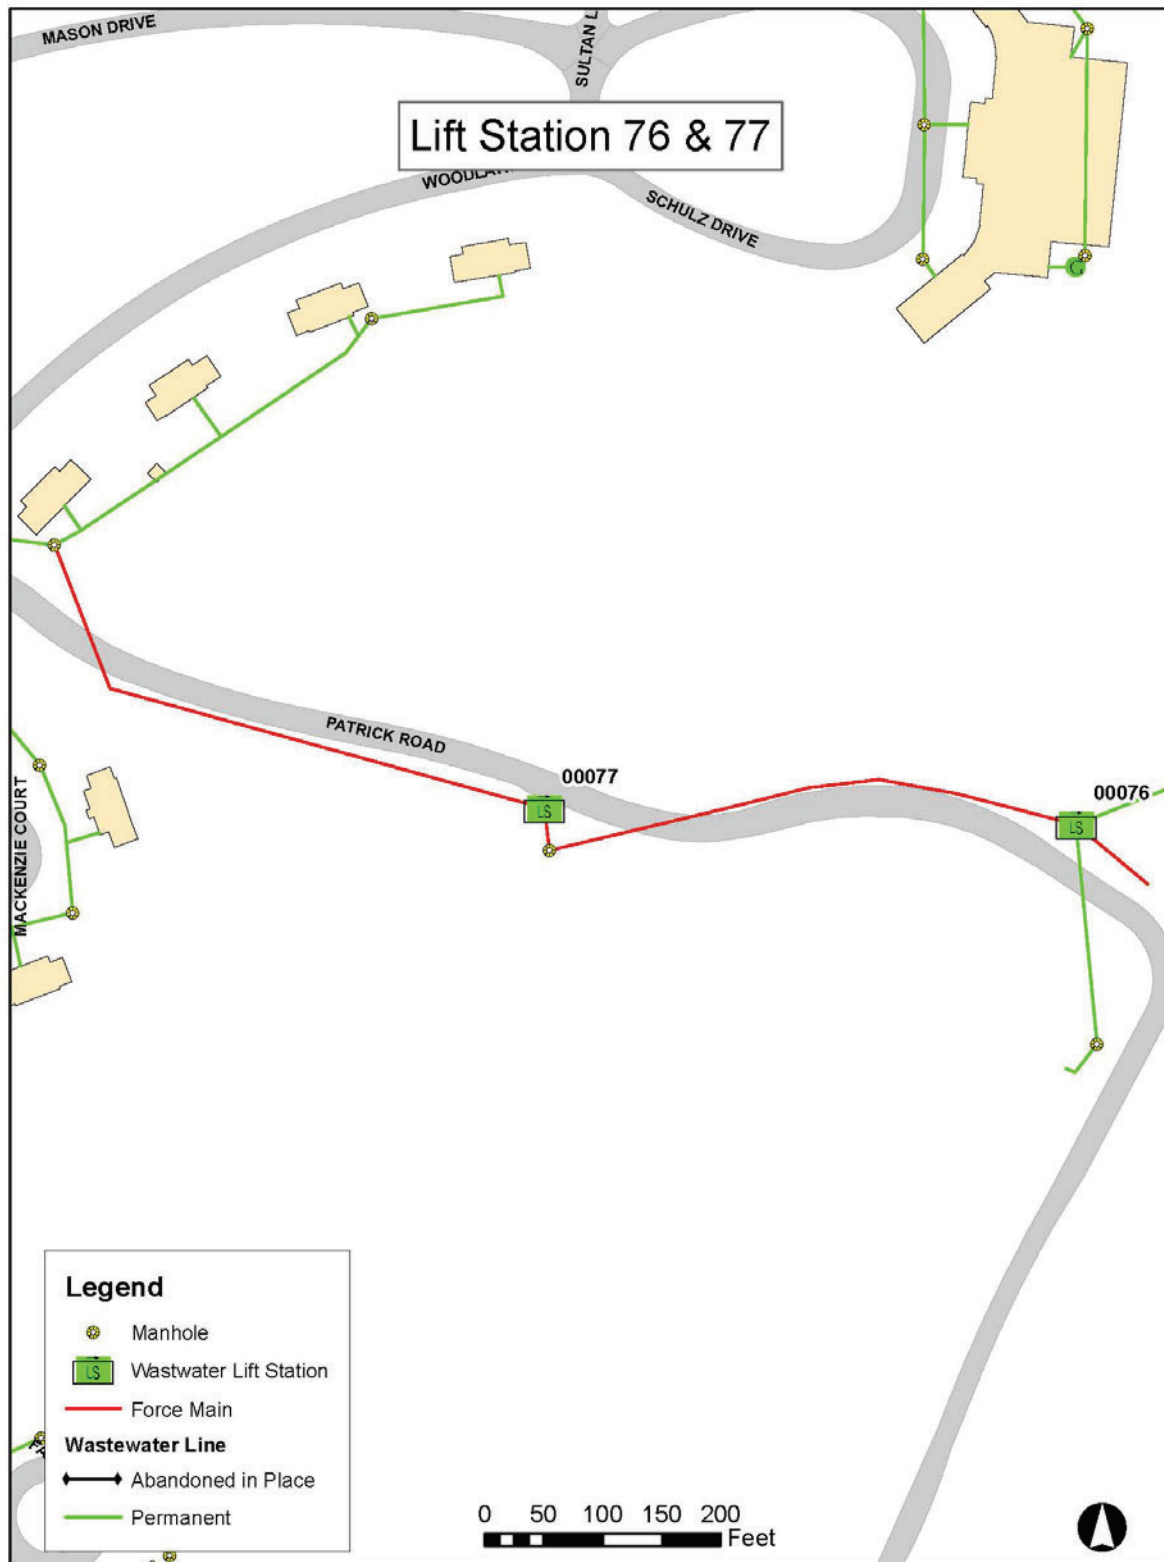 MASON DRIVE
SULTAN L
Lift Station 76 & 77
SCHULZ DRIVE
PATRICK ROAD
00077
00076
MACKENZIE COURT
Legend
Manhole
LS Wastwater Lift Station
Force Main
Wastewater Line
Abandoned in Place
Permanent
LS
LS
0 50 100 150 200
Feet